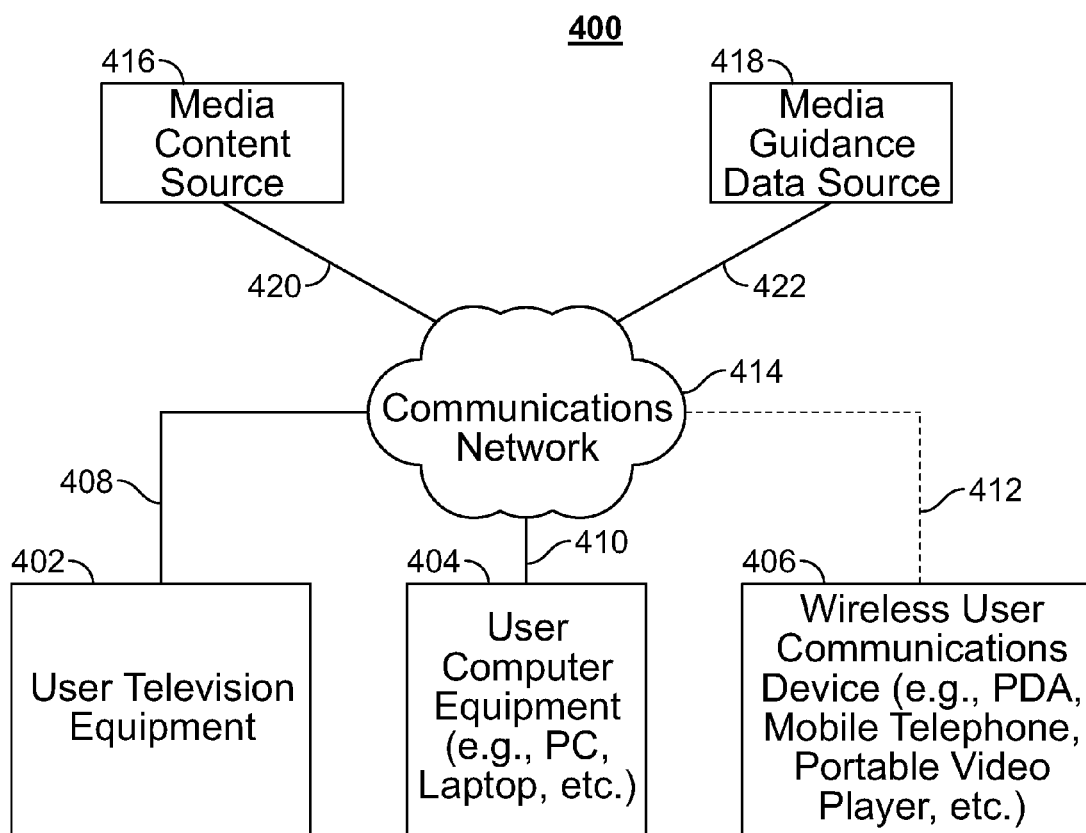 400
416
Media
Content
Source
418
Media
Guidance
Data Source
420
422
414
Communications
Network
408
410
412
402
User Television
Equipment
404
User
Computer
Equipment
(e.g., PC,
Laptop, etc.)
406
Wireless User
Communications
Device (e.g., PDA,
Mobile Telephone,
Portable Video
Player, etc.)